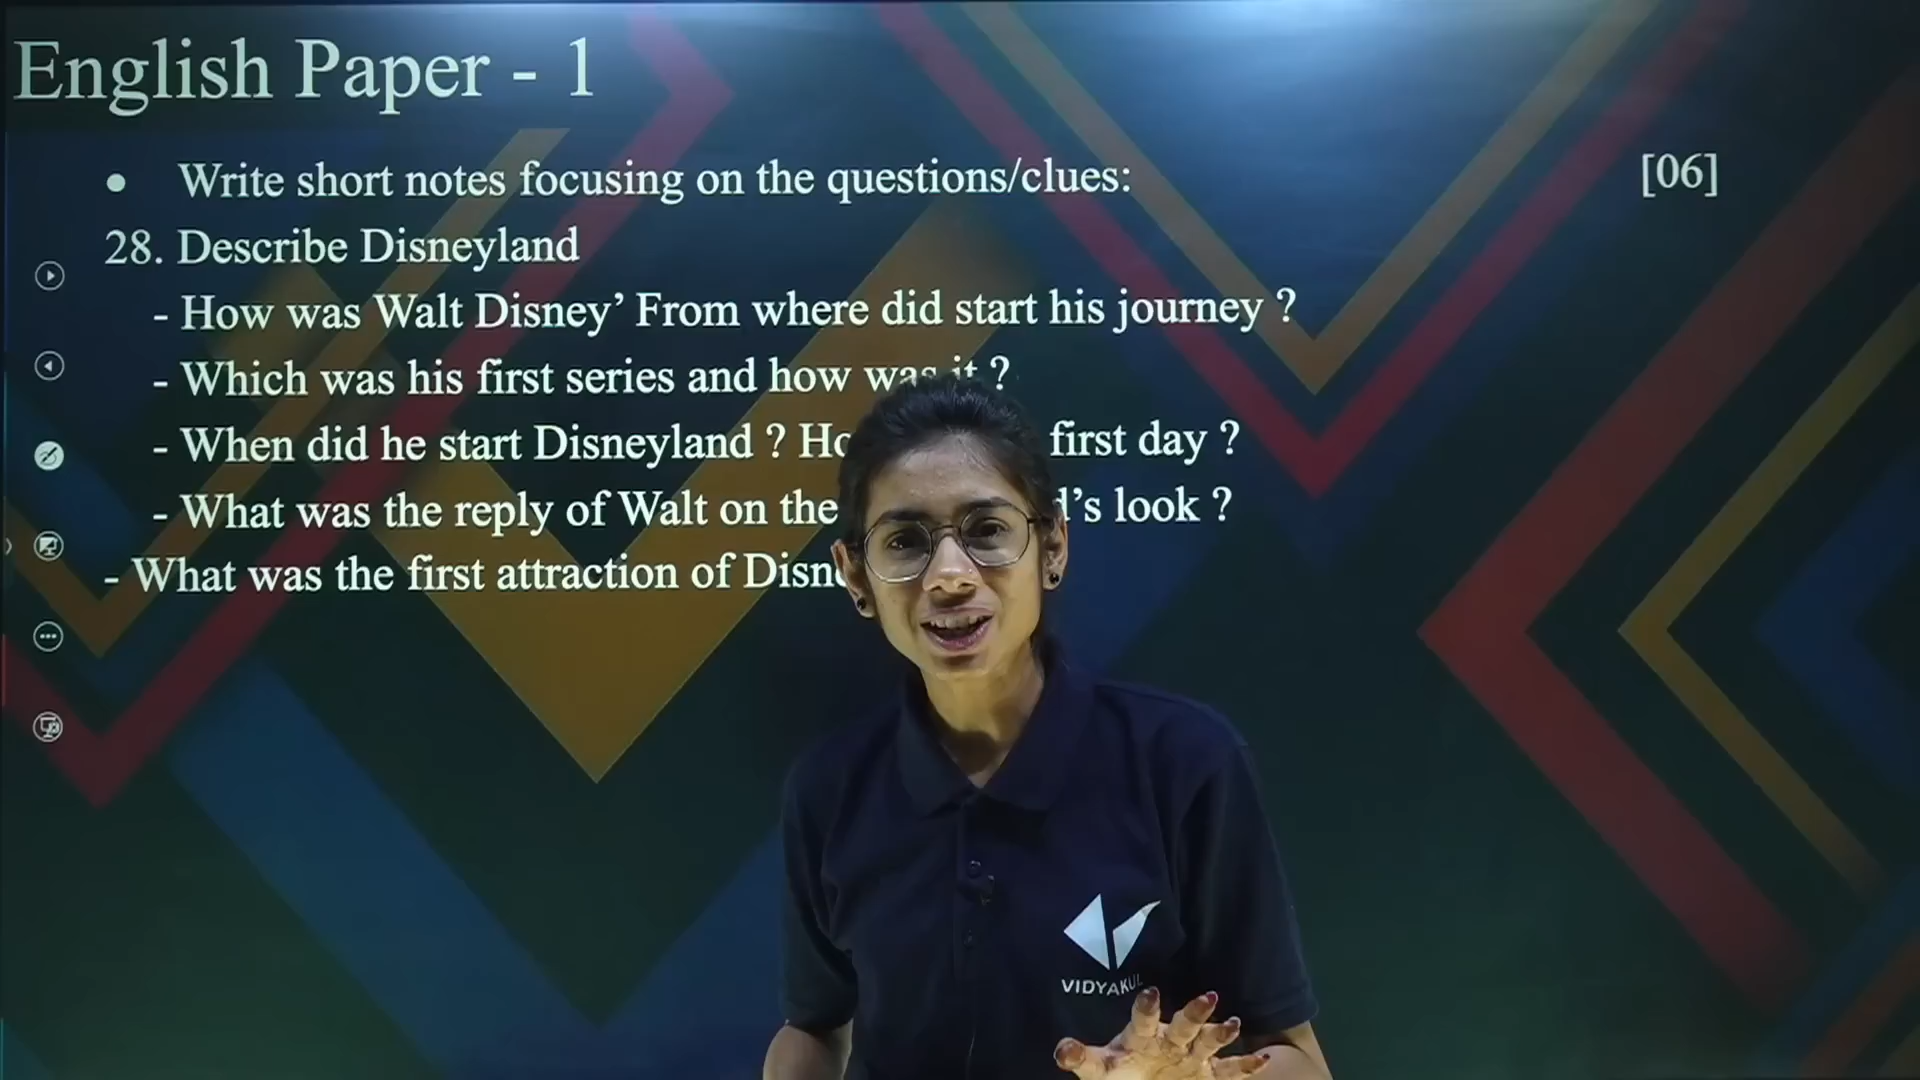 English Paper - 1
• Write short notes focusing on the questions/clues: [06]
28. Describe Disneyland
- How was Walt Disney’ From where did start his journey ?
- Which was his first series and how was it ?
- When did he start Disneyland ? first day ?
- What was the reply of Walt on the look ?
- What was the first attraction of
VIDYAKUL